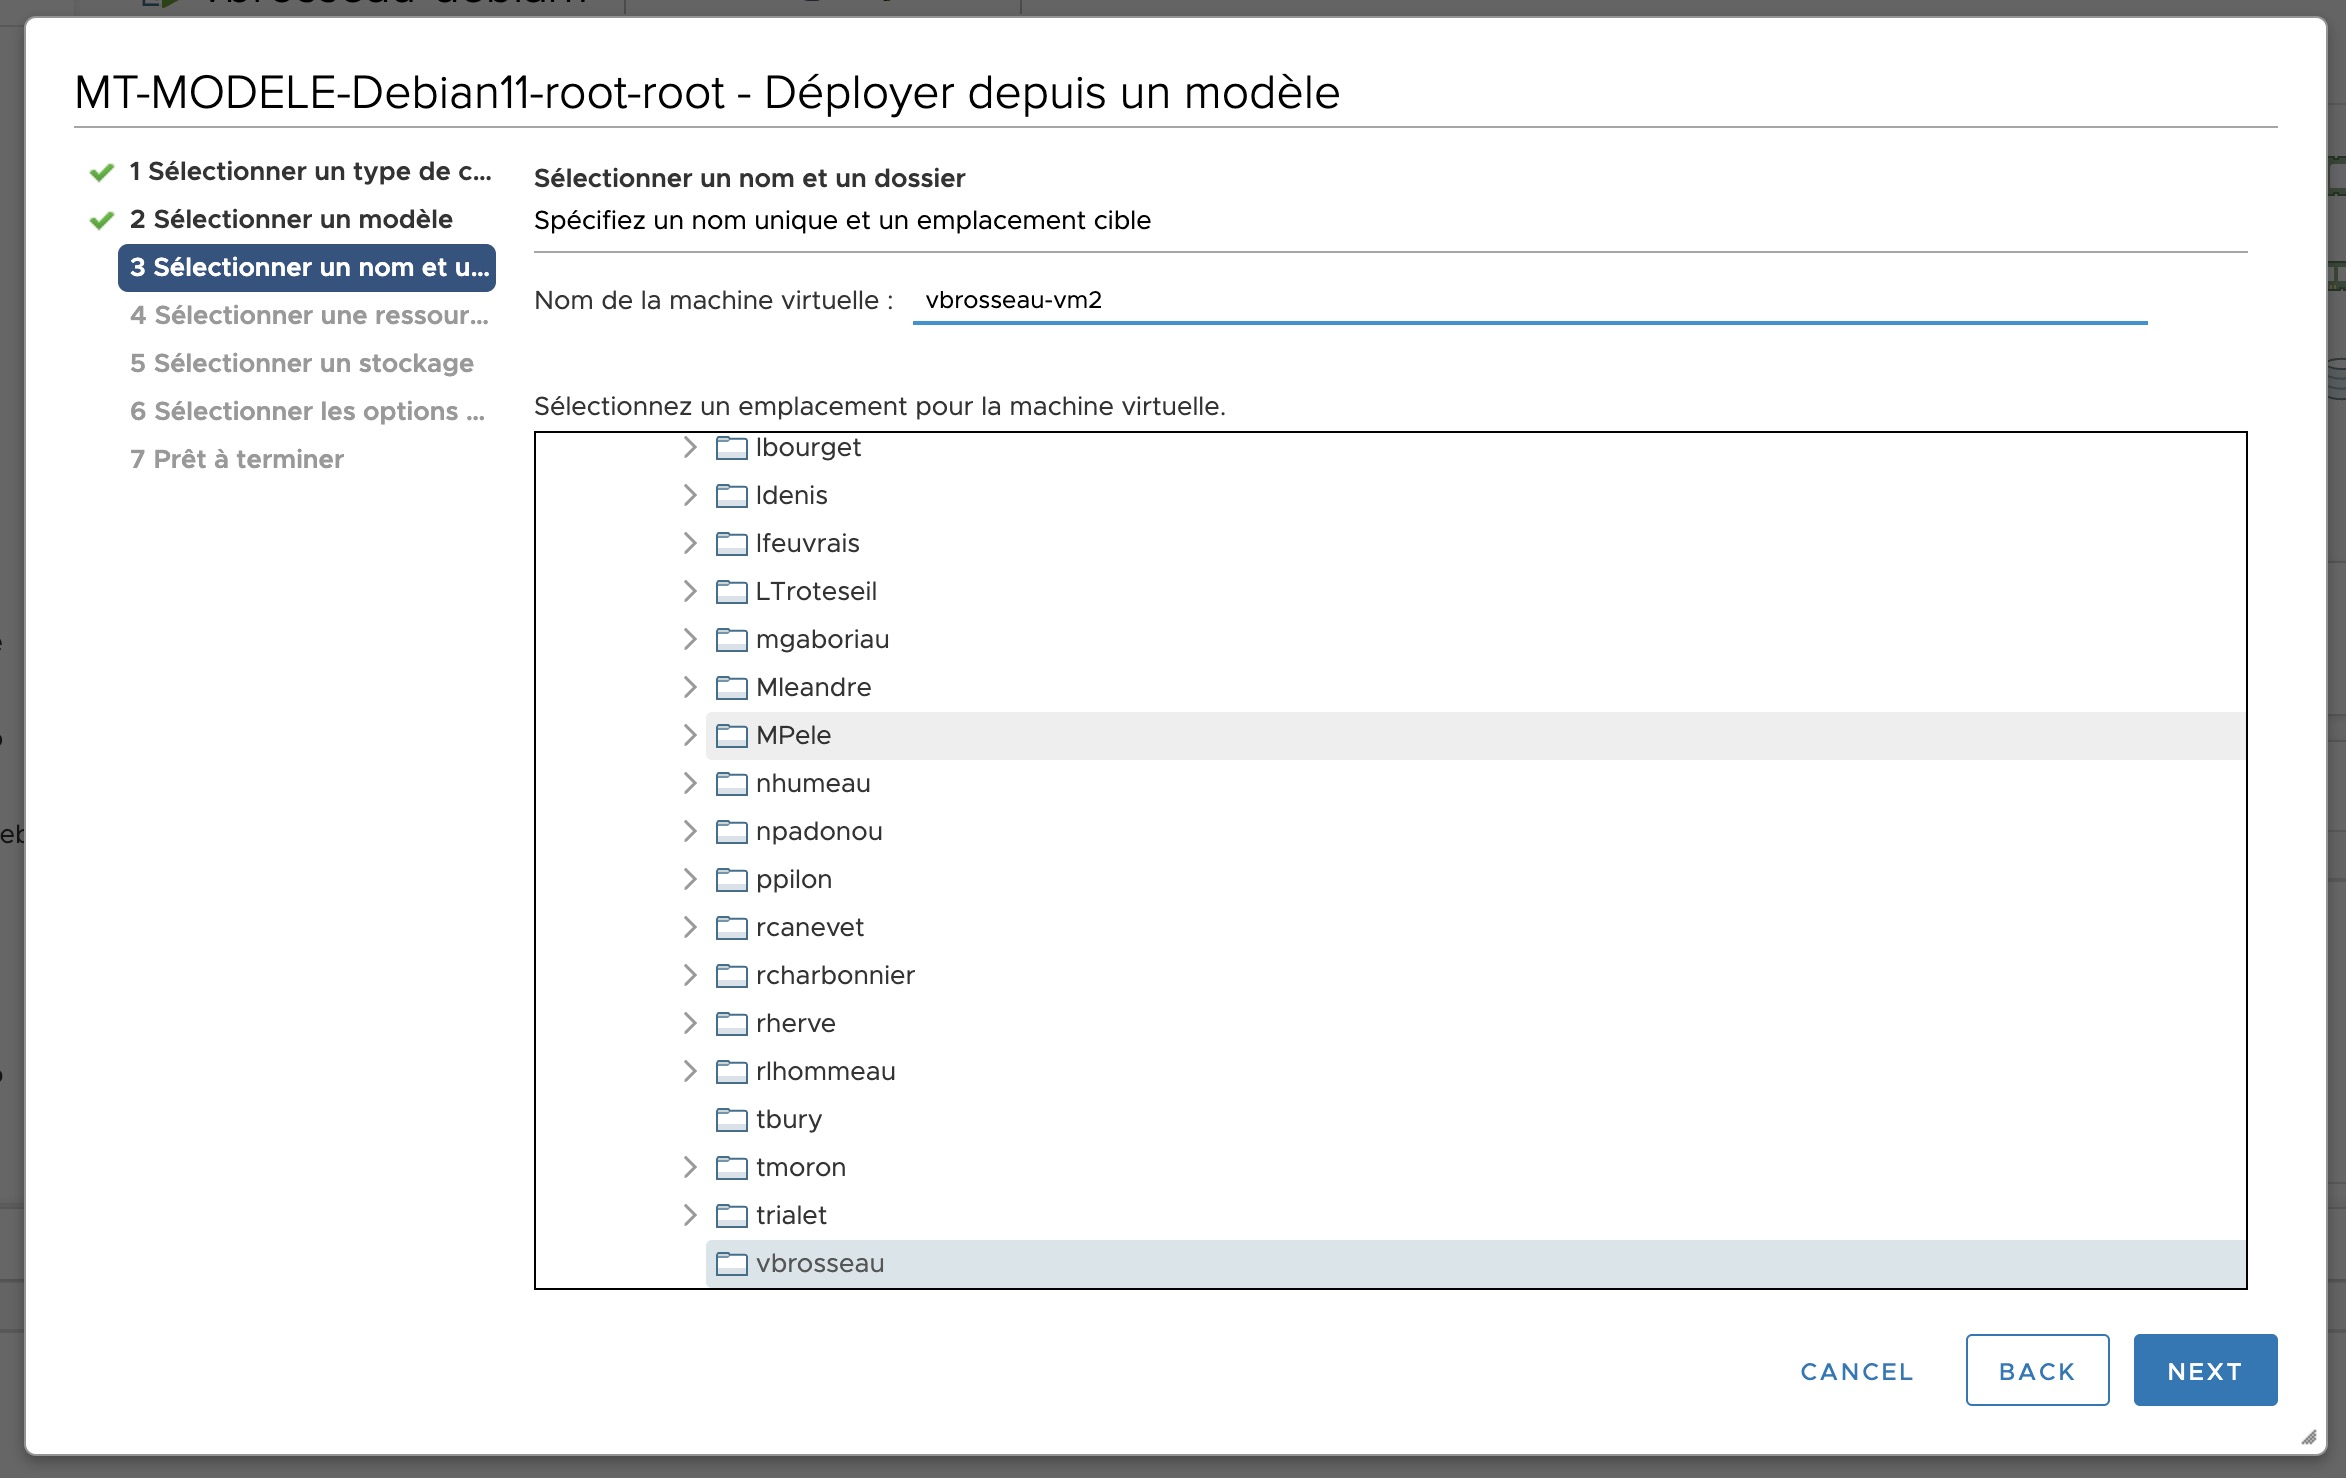 MT-MODELE-Debian11-root-root - Déployer depuis un modèle
1 Sélectionner un type de c...
2 Sélectionner un modèle
3 Sélectionner un nom et u...
4 Sélectionner une ressour...
5 Sélectionner un stockage
6 Sélectionner les options ...
7 Prêt à terminer
Sélectionner un nom et un dossier
Spécifiez un nom unique et un emplacement cible
Nom de la machine virtuelle : vbrosseau-vm2
Sélectionnez un emplacement pour la machine virtuelle.
lbourget
ldenis
lfeuvrais
LTroteseil
mgaboriau
Mleandre
MPele
nhumeau
npadonou
ppilon
rcanevet
rcharbonnier
rherve
rlhommeau
tbury
tmoron
trialet
vbrosseau
CANCEL
BACK
NEXT